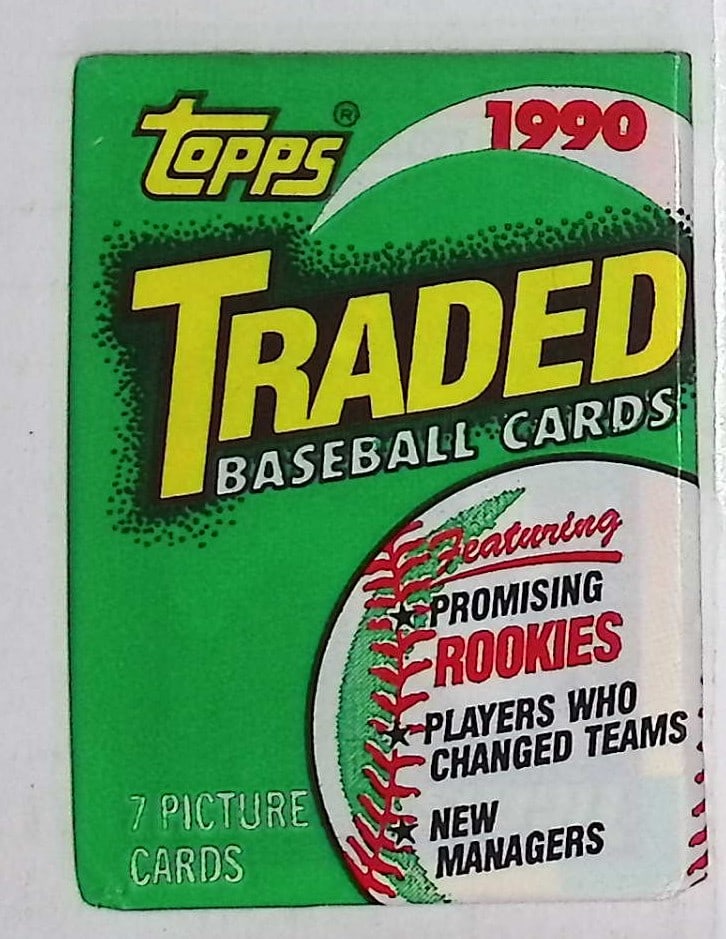 Topps ®
1990
TRADED
BASEBALL CARDS
Featuring
★ PROMISING
ROOKIES
★ PLAYERS WHO
CHANGED TEAMS
★ NEW
MANAGERS
7 PICTURE
CARDS